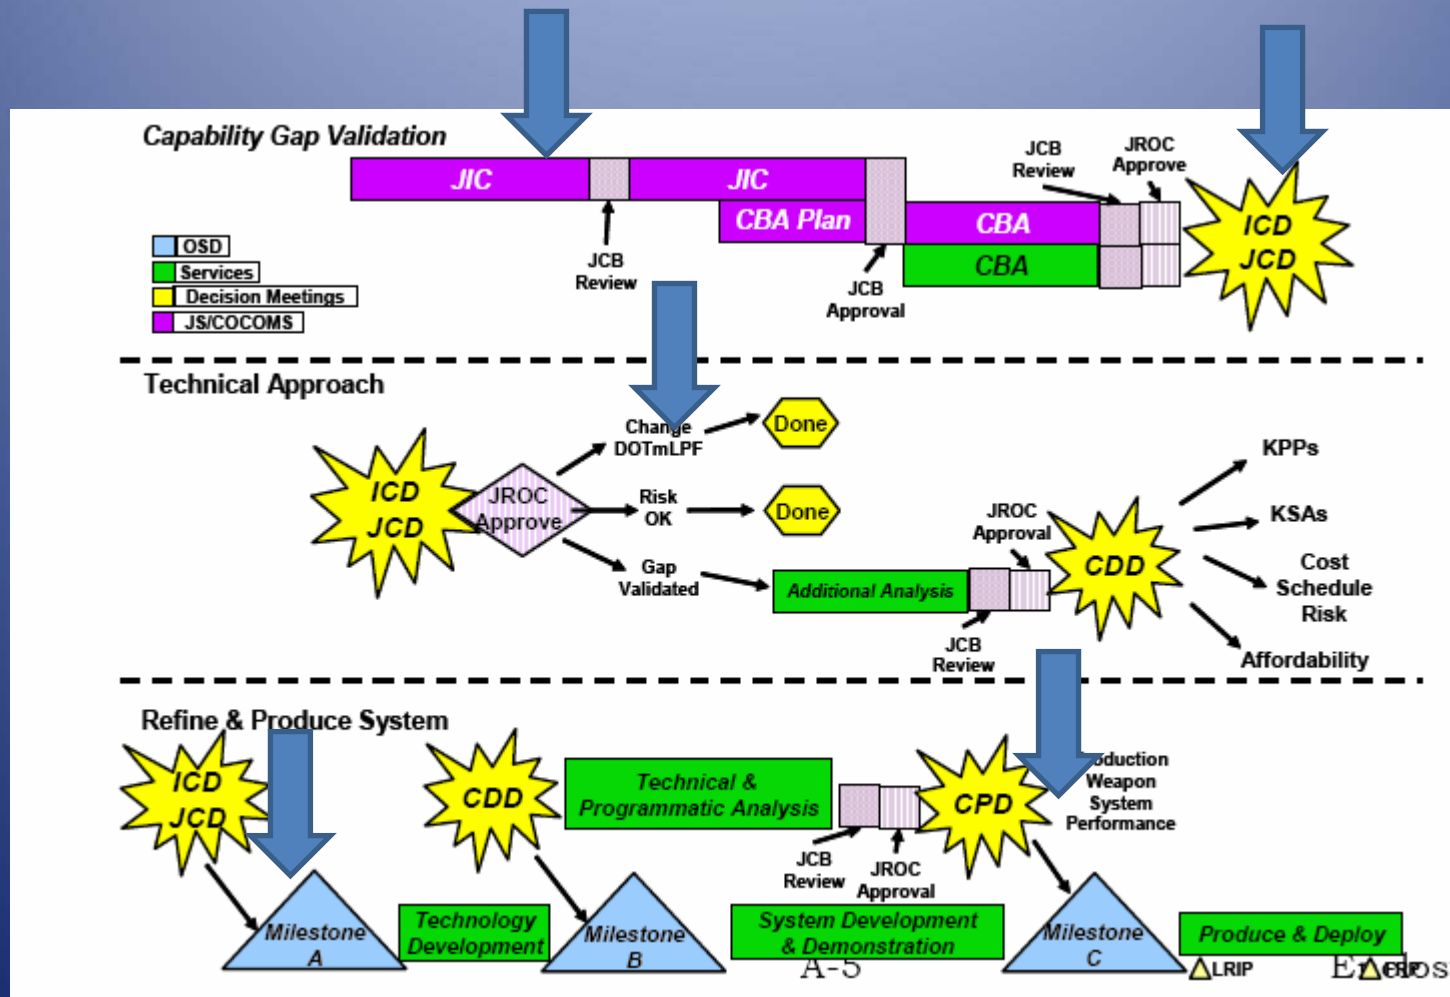 Capability Gap Validation
JIC
JIC
CBA Plan
CBA
CBA
JCB
Review
JCB
Approval
JCB
Review
JROC
Approve
ICD
JCD
OSD
Services
Decision Meetings
JS/COCOMS
Technical Approach
ICD
JCD
JROC
Approve
Change
DOTmLPF
Done
Risk
OK
Done
Gap
Validated
Additional Analysis
JCB
Review
JROC
Approval
CDD
KPPs
KSAs
Cost
Schedule
Risk
Affordability
Refine & Produce System
ICD
JCD
CDD
Technical &
Programmatic Analysis
JCB
Review
JROC
Approval
CPD
Weapon
System
Performance
Milestone
A
Technology
Development
Milestone
B
System Development
& Demonstration
Milestone
C
Produce & Deploy
LRIP
A-5